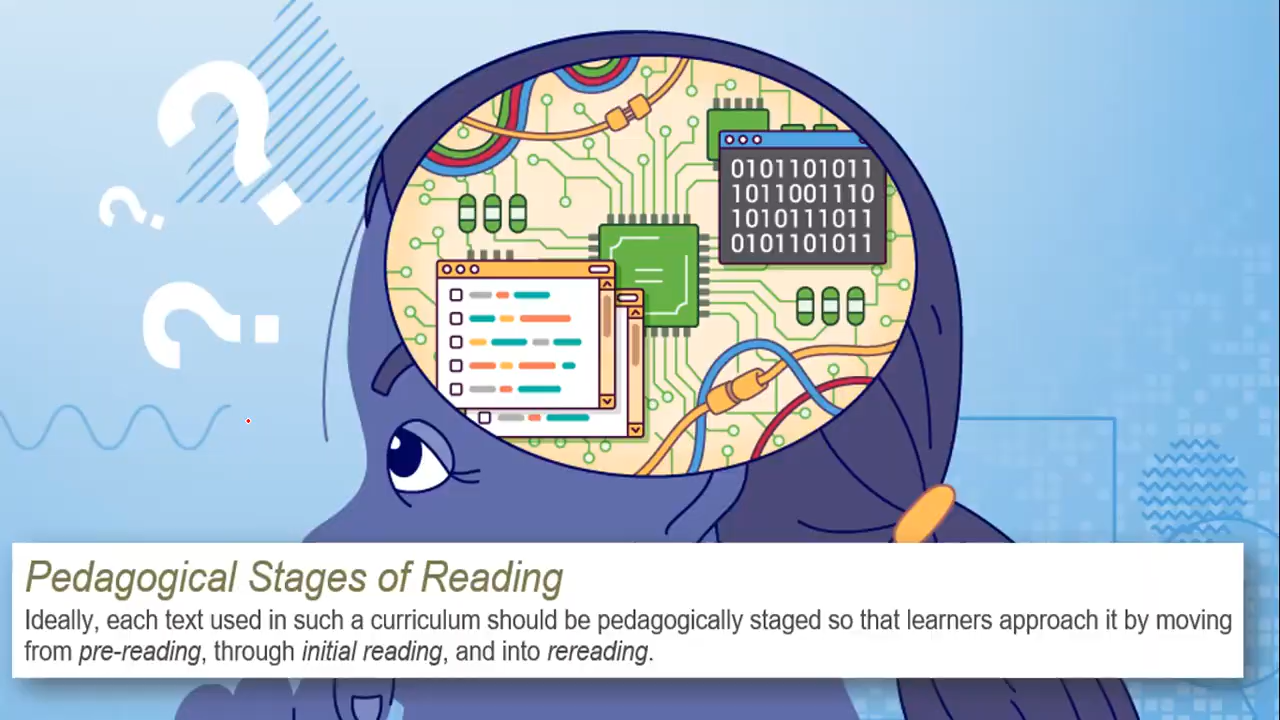 0101101011
1011001110
1010111011
0101101011
Pedagogical Stages of Reading
Ideally, each text used in such a curriculum should be pedagogically staged so that learners approach it by moving
from pre-reading, through initial reading, and into rereading.